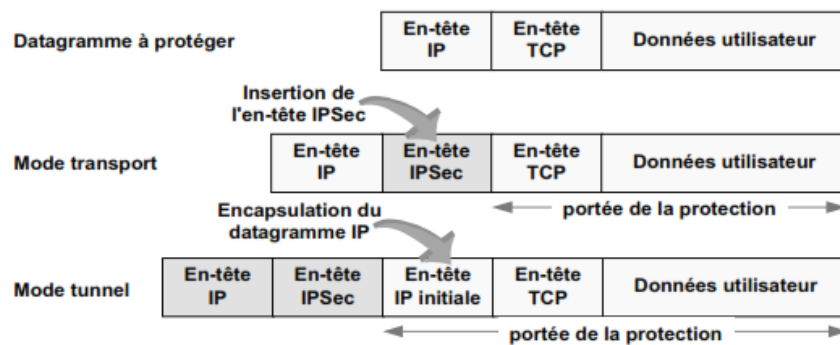 Datagramme à protéger
En-tête
IP
En-tête
TCP
Données utilisateur
Insertion de
l'en-tête IPSec
Mode transport
En-tête
IP
En-tête
IPSec
En-tête
TCP
Données utilisateur
portée de la protection
Encapsulation du
datagramme IP
Mode tunnel
En-tête
IP
En-tête
IPSec
En-tête
IP initiale
En-tête
TCP
Données utilisateur
portée de la protection